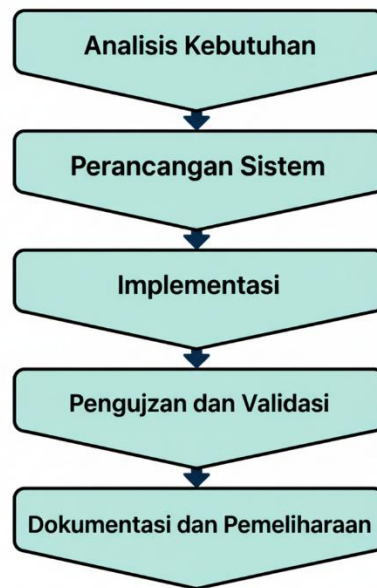 Analisis Kebutuhan
Perancangan Sistem
Implementasi
Pengujzan dan Validasi
Dokumentasi dan Pemeliharaan